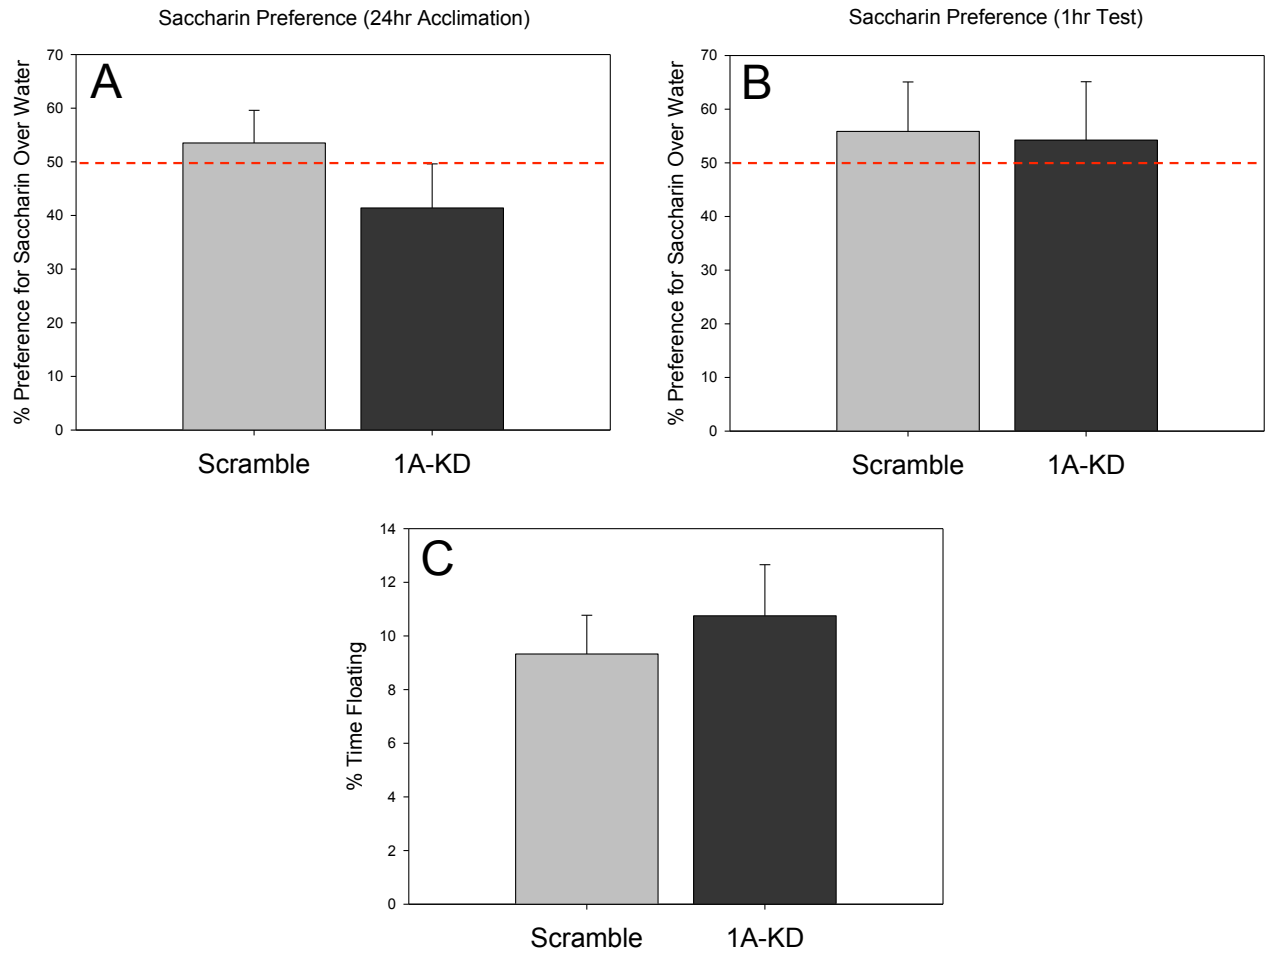 Saccharin Preference (24hr Acclimation)
A
% Preference for Saccharin Over Water
70
60
50
40
30
20
10
0
Scramble 1A-KD
Saccharin Preference (1hr Test)
B
% Preference for Saccharin Over Water
70
60
50
40
30
20
10
0
Scramble 1A-KD
C
% Time Floating
14
12
10
8
6
4
2
0
Scramble 1A-KD